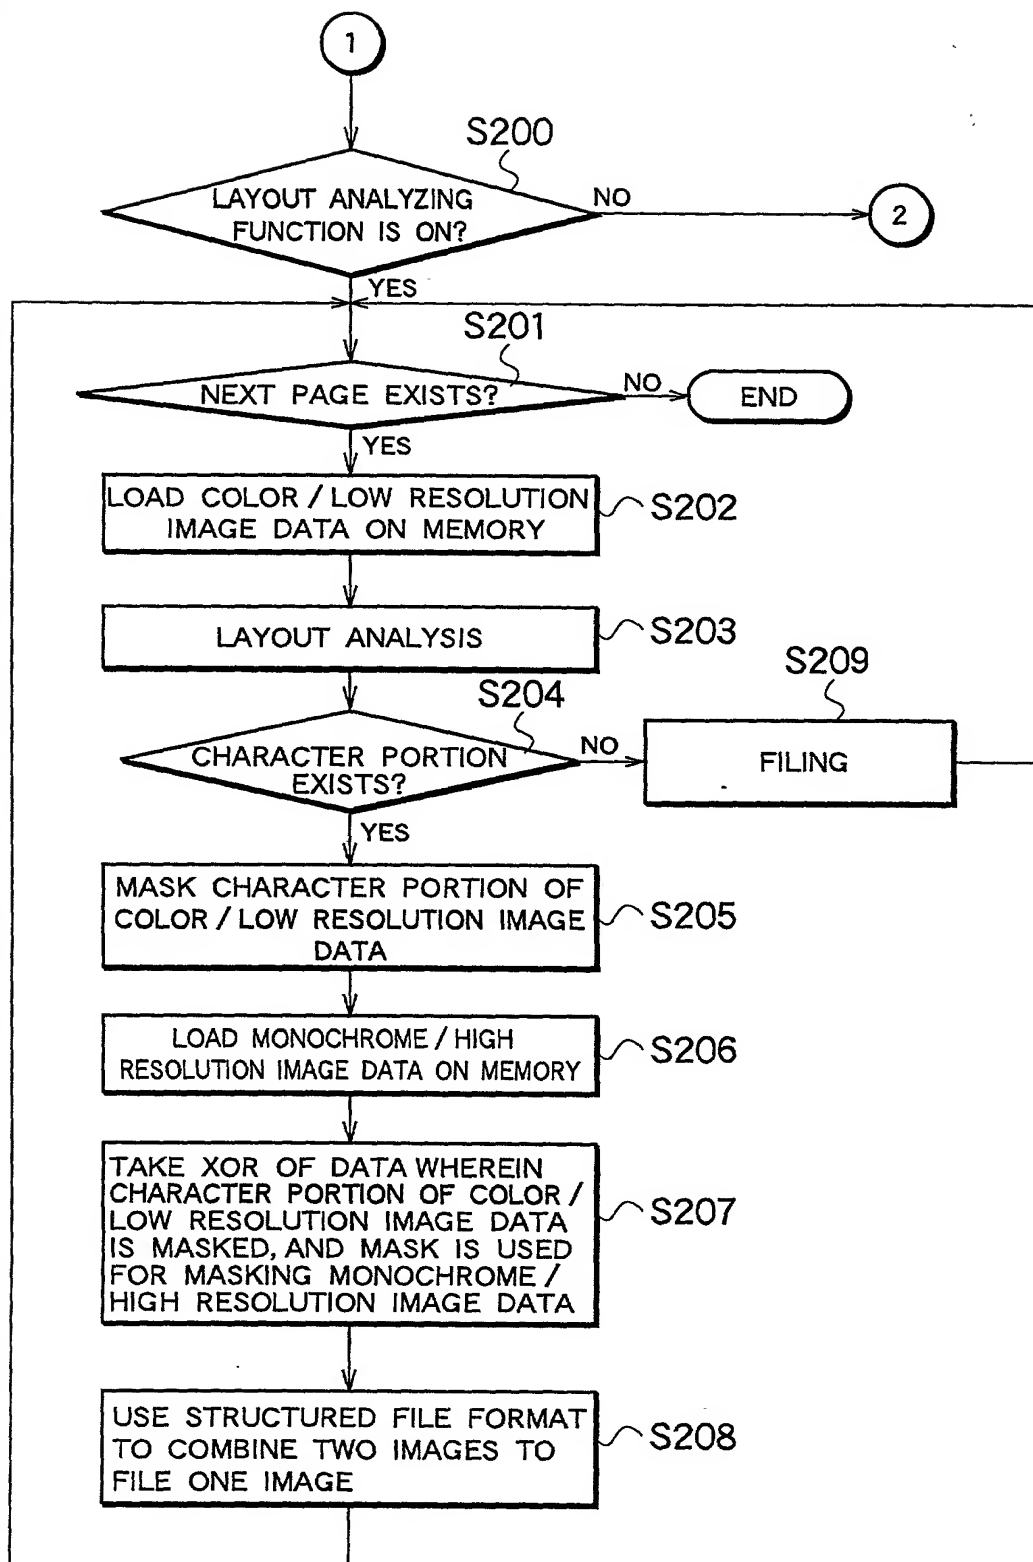 1
S200
LAYOUT ANALYZING
FUNCTION IS ON?
NO
2
YES
S201
NEXT PAGE EXISTS?
NO
END
YES
LOAD COLOR / LOW RESOLUTION
IMAGE DATA ON MEMORY
S202
LAYOUT ANALYSIS
S203
S204
S209
CHARACTER PORTION
EXISTS?
NO
FILING
YES
MASK CHARACTER PORTION OF
COLOR / LOW RESOLUTION IMAGE
DATA
S205
LOAD MONOCHROME / HIGH
RESOLUTION IMAGE DATA ON MEMORY
S206
TAKE XOR OF DATA WHEREIN
CHARACTER PORTION OF COLOR /
LOW RESOLUTION IMAGE DATA
IS MASKED, AND MASK IS USED
FOR MASKING MONOCHROME /
HIGH RESOLUTION IMAGE DATA
S207
USE STRUCTURED FILE FORMAT
TO COMBINE TWO IMAGES TO
FILE ONE IMAGE
S208